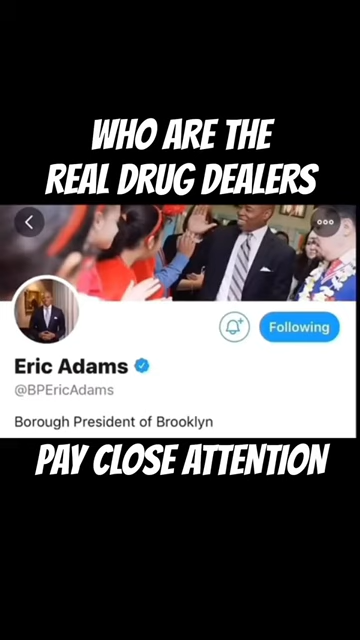 WHO ARE THE
REAL DRUG DEALERS
Following
Eric Adams
@BPEricAdams
Borough President of Brooklyn
PAY CLOSE ATTENTION